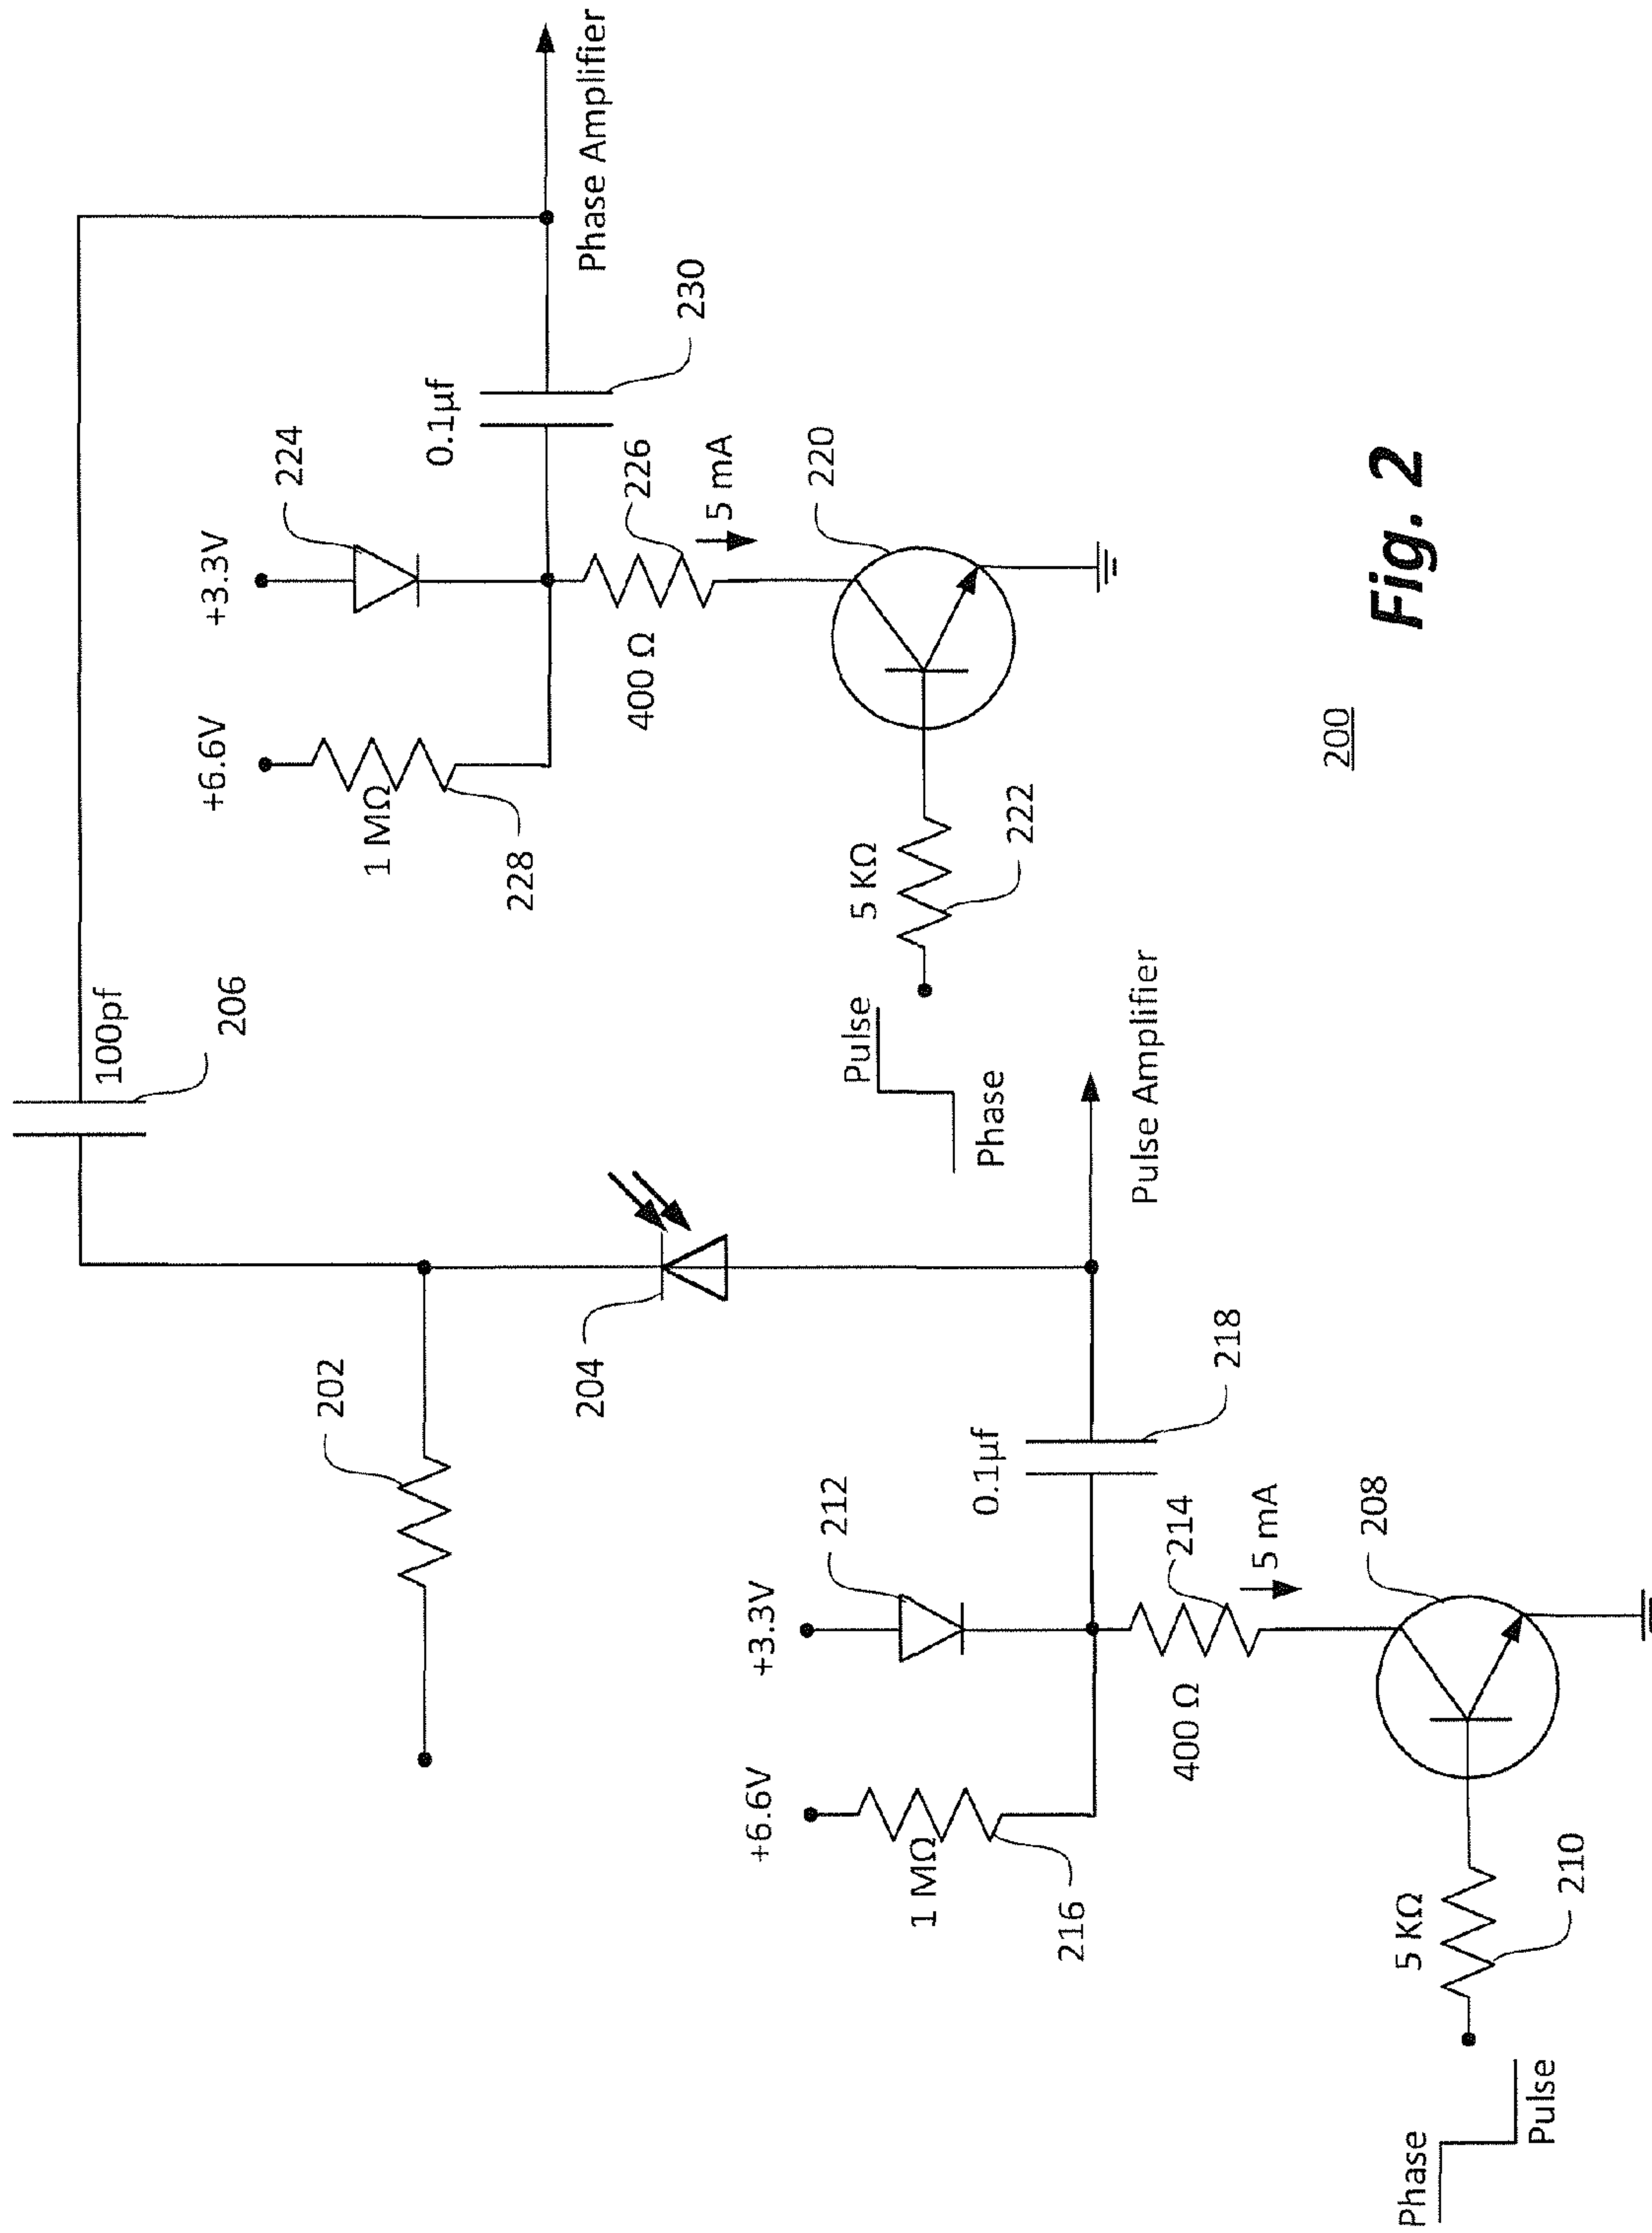 100pf
206
Phase Amplifier
+6.6V
+3.3V
224
1 MΩ
228
0.1µf
230
400 Ω
226
5 mA
220
5 KΩ
222
Pulse
Phase
202
204
Pulse Amplifier
+6.6V
+3.3V
212
1 MΩ
216
0.1µf
218
400 Ω
214
5 mA
208
5 KΩ
210
Phase
Pulse
200
Fig. 2